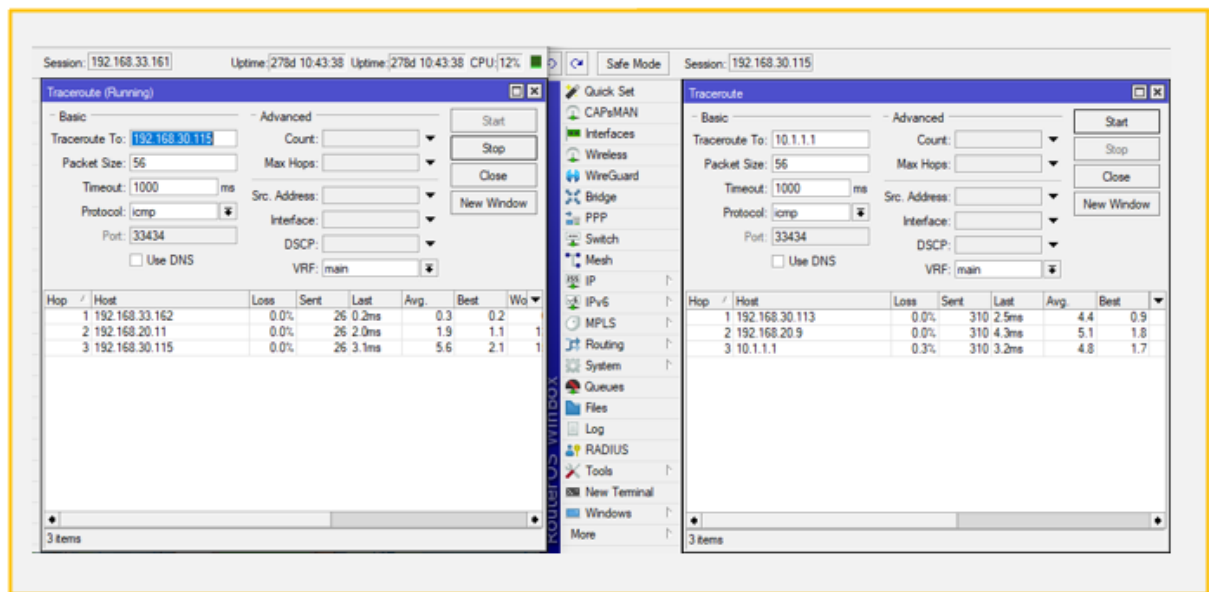 Session: 192.168.33.161 Uptime: 278d 10:43:38 Uptime: 278d 10:43:38 CPU: 12%
Traceroute (Running)
Basic
Traceroute To: 192.168.30.115
Packet Size: 56
Timeout: 1000 ms
Protocol: icmp
Port: 33434
Use DNS
Advanced
Count:
Max Hops:
Src. Address:
Interface:
DSCP:
VRF: main
Start
Stop
Close
New Window
Hop Host Loss Sent Last Avg. Best Wo
1 192.168.33.162 0.0% 26 0.2ms 0.3 0.2
2 192.168.20.11 0.0% 26 2.0ms 1.9 1.1 1
3 192.168.30.115 0.0% 26 3.1ms 5.6 2.1 1
3 items
RouterOS WinBox
Safe Mode
Quick Set
CAPsMAN
Interfaces
Wireless
WireGuard
Bridge
PPP
Switch
Mesh
IP
IPv6
MPLS
Routing
System
Queues
Files
Log
RADIUS
Tools
New Terminal
Windows
More
Session: 192.168.30.115
Traceroute
Basic
Traceroute To: 10.1.1.1
Packet Size: 56
Timeout: 1000 ms
Protocol: icmp
Port: 33434
Use DNS
Advanced
Count:
Max Hops:
Src. Address:
Interface:
DSCP:
VRF: main
Start
Stop
Close
New Window
Hop Host Loss Sent Last Avg. Best
1 192.168.30.113 0.0% 310 2.5ms 4.4 0.9
2 192.168.20.9 0.0% 310 4.3ms 5.1 1.8
3 10.1.1.1 0.3% 310 3.2ms 4.8 1.7
3 items